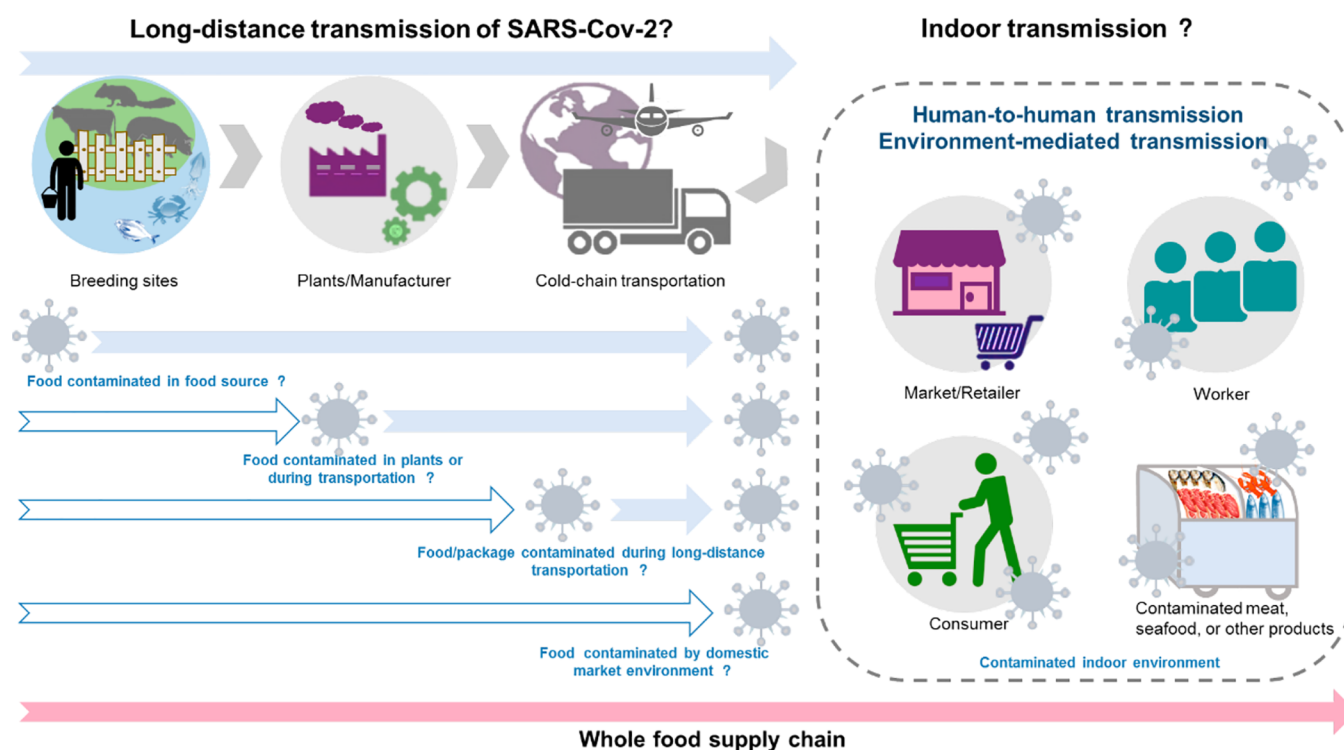 Long-distance transmission of SARS-Cov-2?
Indoor transmission ?
Human-to-human transmission
Environment-mediated transmission
Breeding sites
Plants/Manufacturer
Cold-chain transportation
Food contaminated in food source ?
Food contaminated in plants or
during transportation ?
Food/package contaminated during long-distance
transportation ?
Food contaminated by domestic
market environment ?
Market/Retailer
Worker
Consumer
Contaminated meat,
seafood, or other products
Contaminated indoor environment
Whole food supply chain